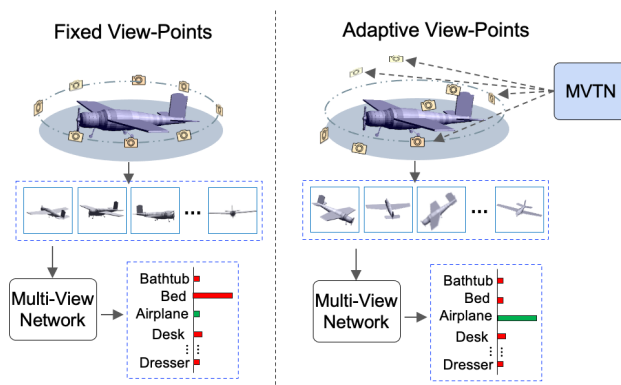 Fixed View-Points
Adaptive View-Points
MVTN
...
...
Multi-View
Network
Bathtub
Bed
Airplane
Desk
Dresser
Multi-View
Network
Bathtub
Bed
Airplane
Desk
Dresser